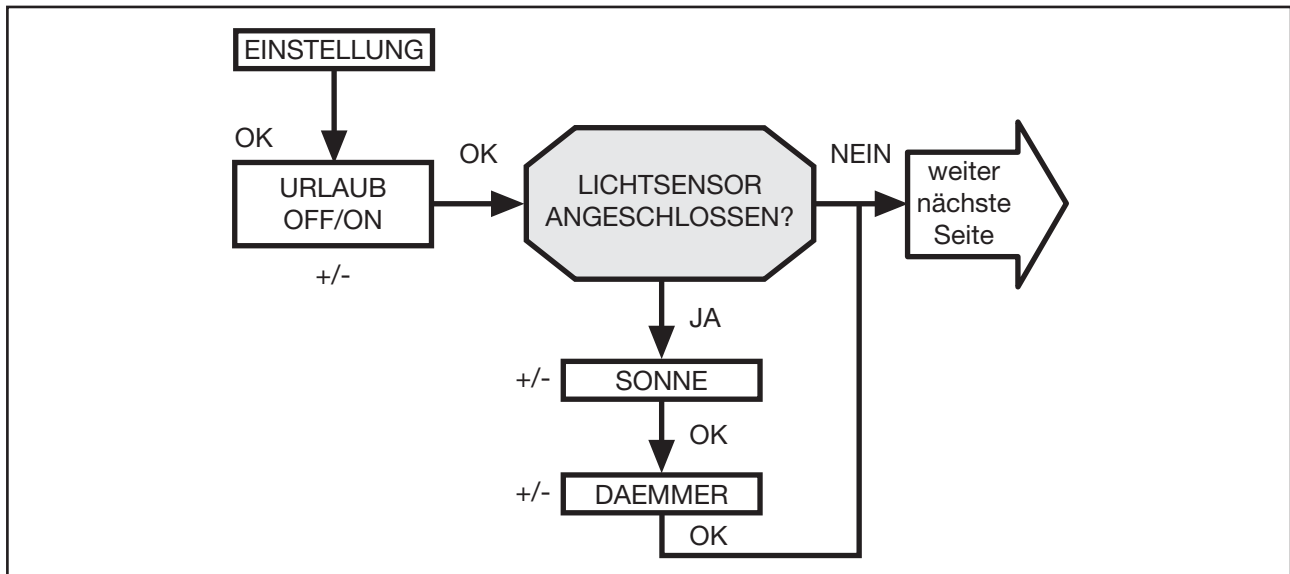 EINSTELLUNG
OK
URLAUB
OFF/ON
+/-
OK
LICHTSENSOR
ANGESCHLOSSEN?
NEIN
weiter
nächste
Seite
JA
+/-
SONNE
OK
+/-
DAEMMER
OK